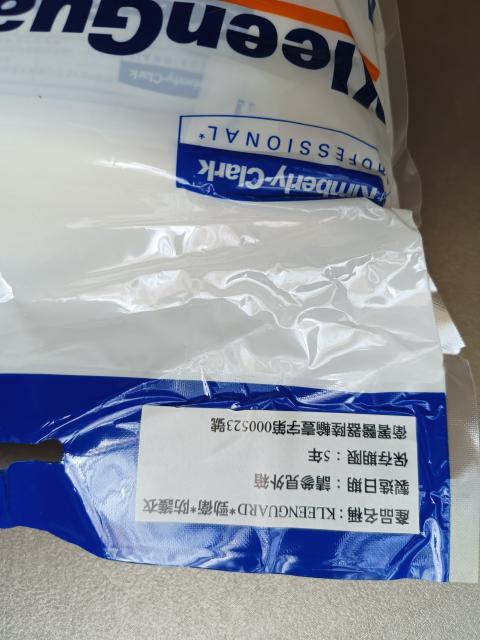 產品名稱：KLEENGUARD*勁衛*防護衣
製造日期：請參見外箱
保存期限：5年
衛署醫器陸輸壹字第000523號
Kimberly-Clark
PROFESSIONAL*
KleenGua